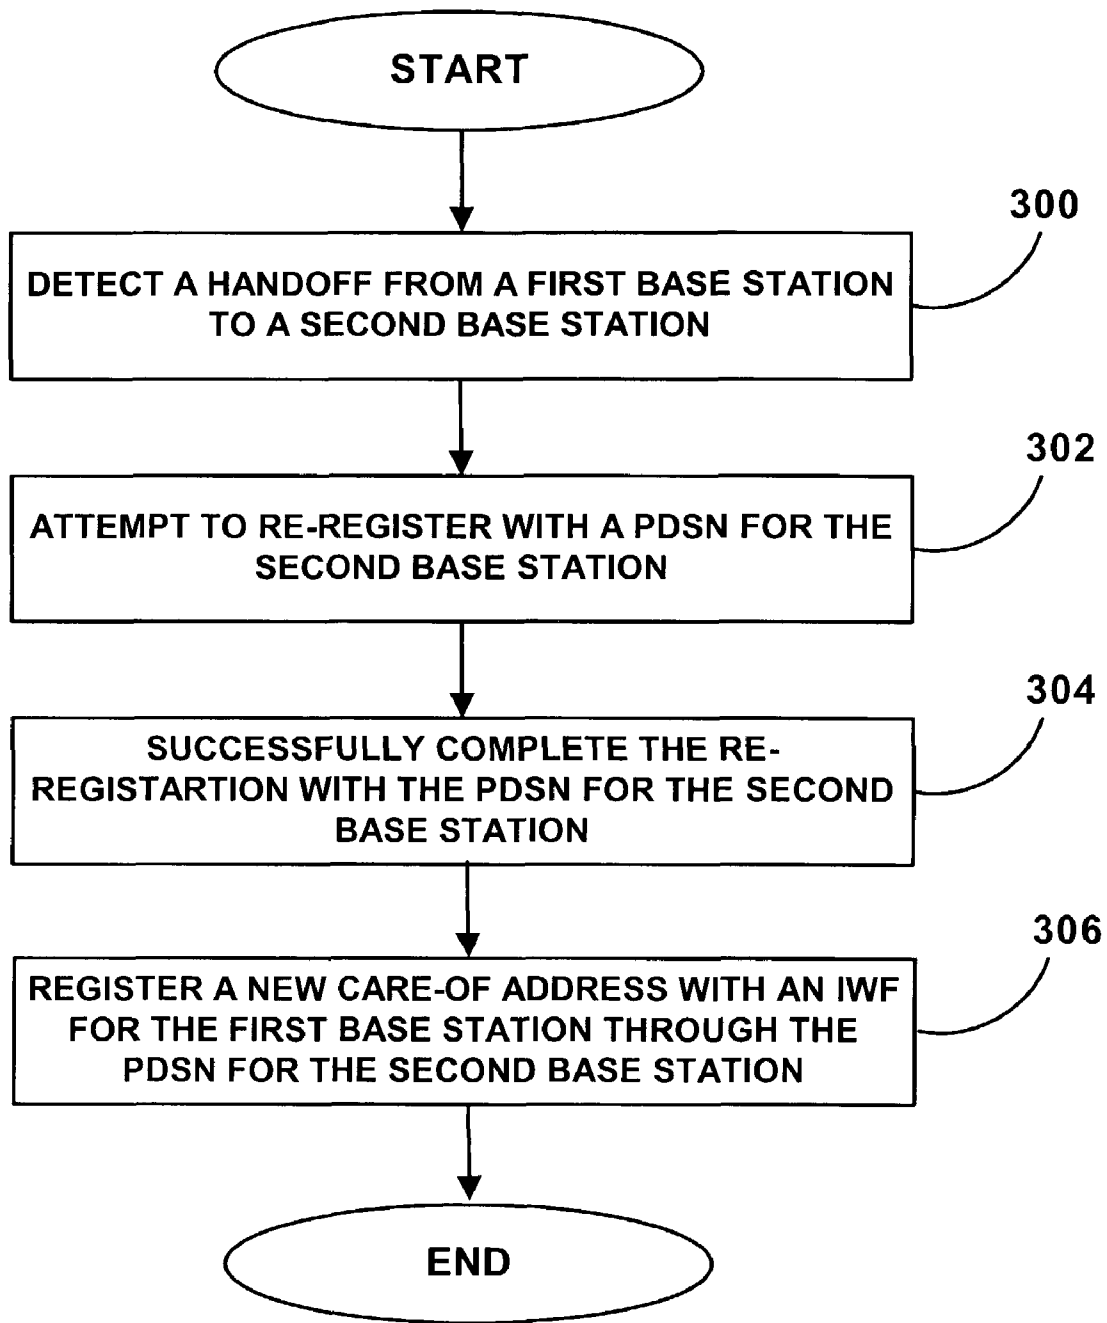 START
300
DETECT A HANDOFF FROM A FIRST BASE STATION
TO A SECOND BASE STATION
302
ATTEMPT TO RE-REGISTER WITH A PDSN FOR THE
SECOND BASE STATION
304
SUCCESSFULLY COMPLETE THE RE-
REGISTARTION WITH THE PDSN FOR THE SECOND
BASE STATION
306
REGISTER A NEW CARE-OF ADDRESS WITH AN IWF
FOR THE FIRST BASE STATION THROUGH THE
PDSN FOR THE SECOND BASE STATION
END